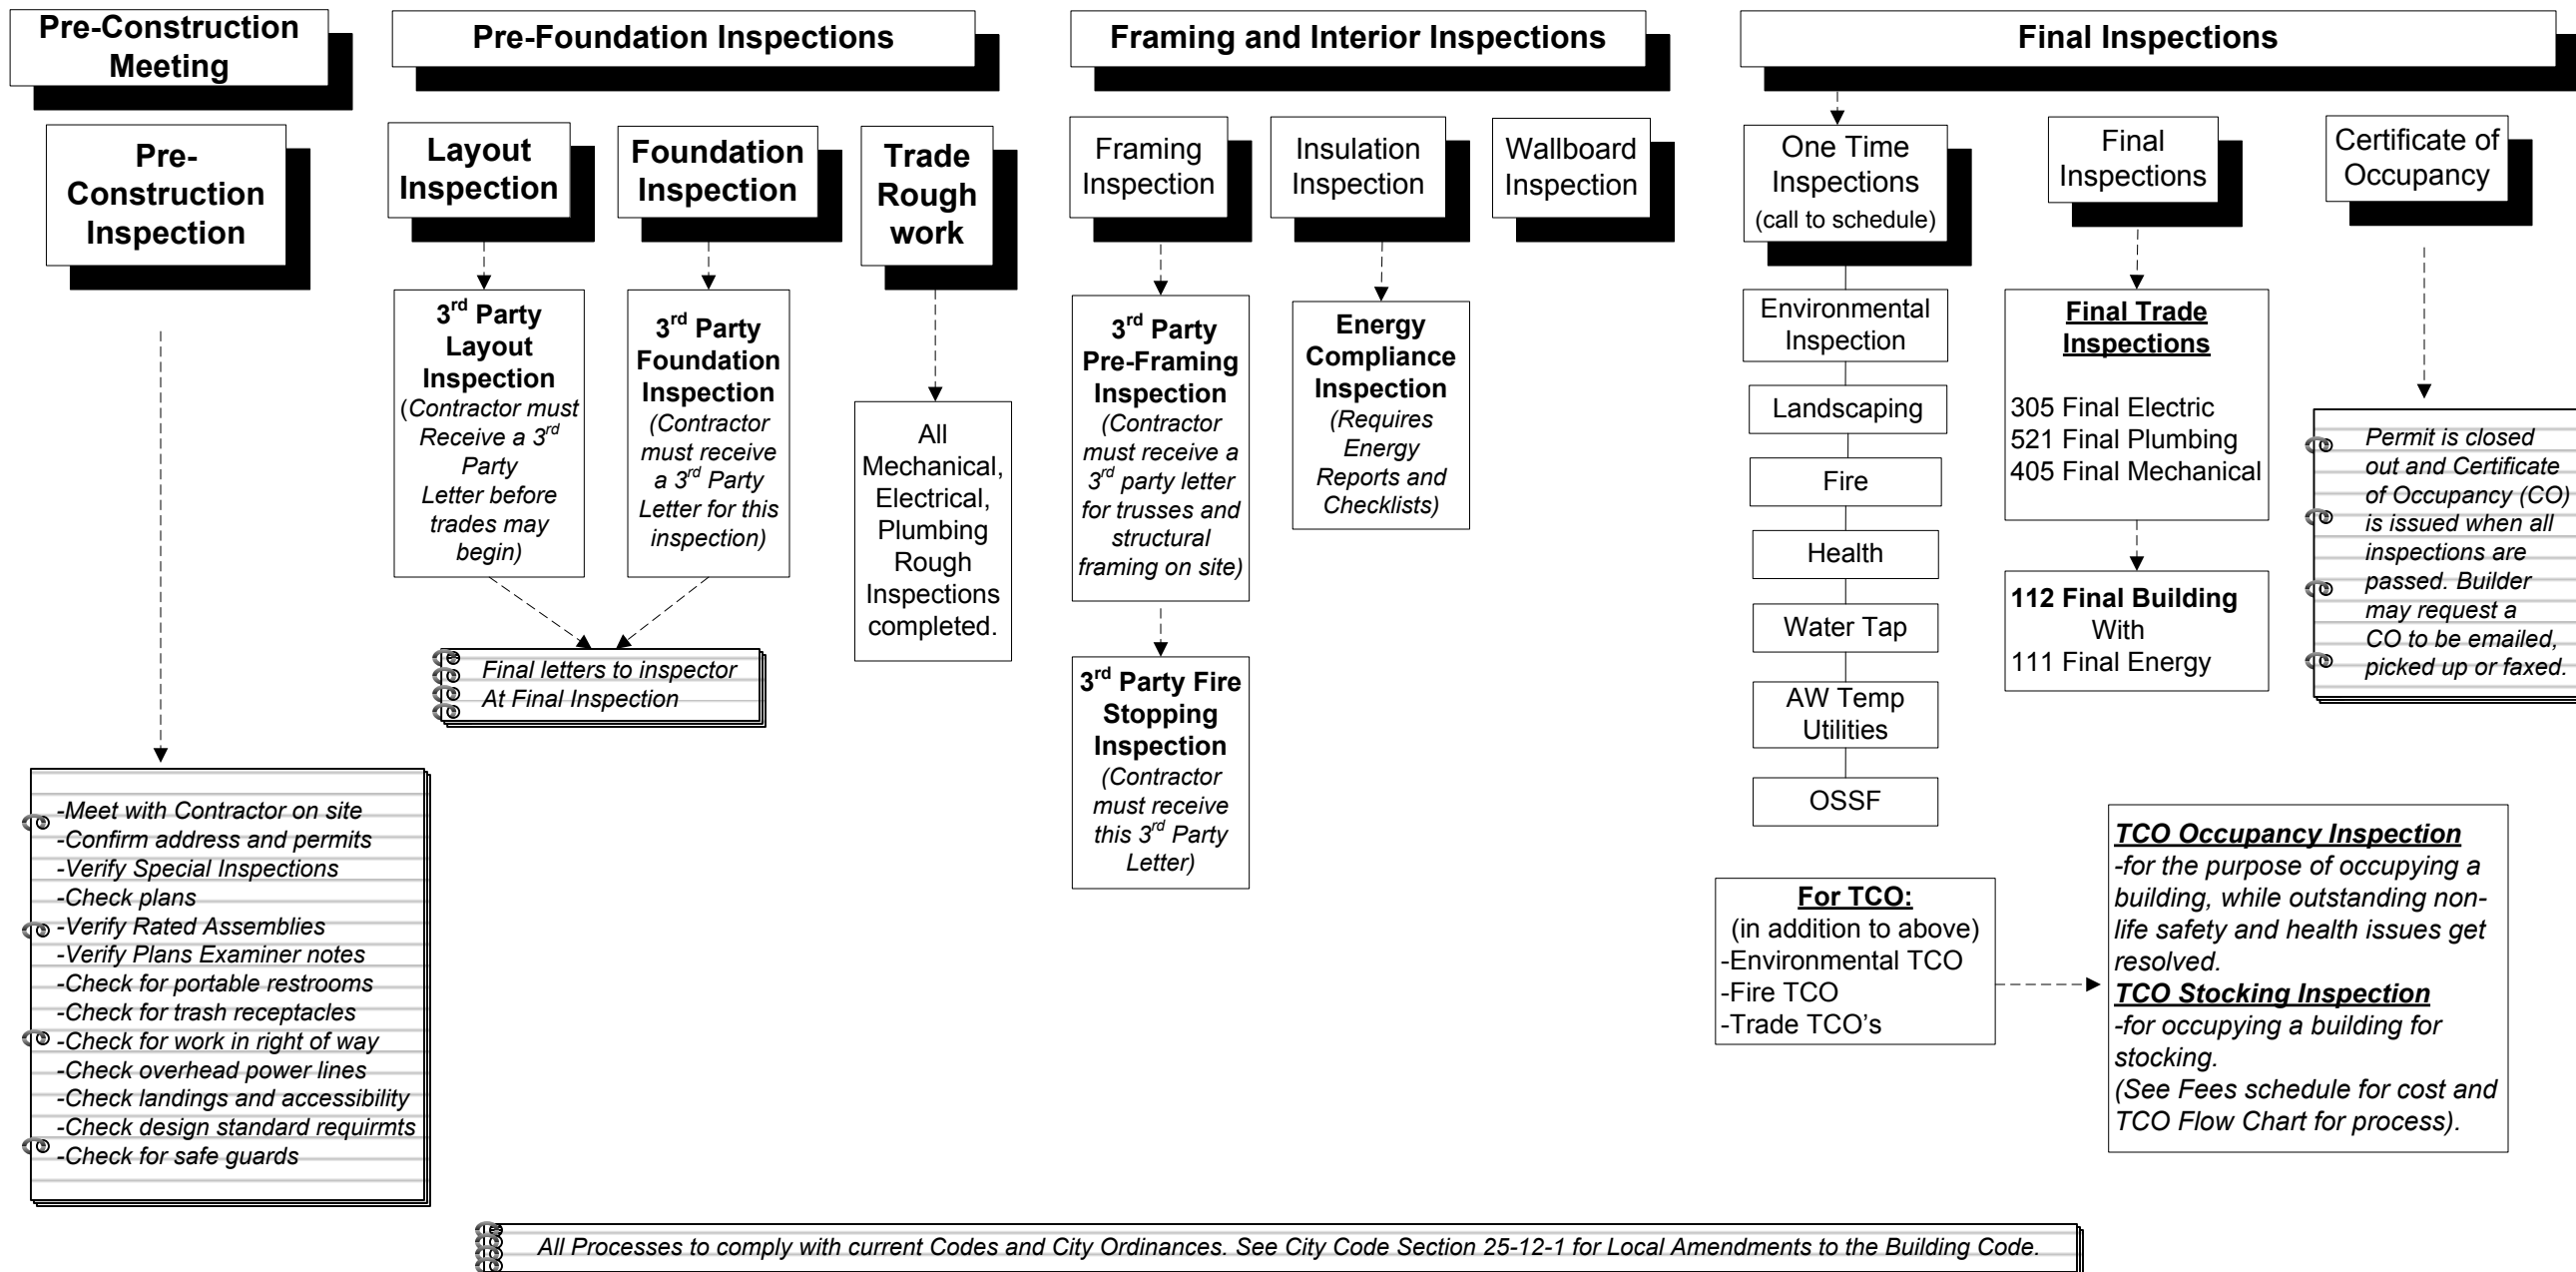 Pre-Construction
Meeting
Pre-Foundation Inspections
Framing and Interior Inspections
Final Inspections
Pre-
Construction
Inspection
-Meet with Contractor on site
-Confirm address and permits
-Verify Special Inspections
-Check plans
-Verify Rated Assemblies
-Verify Plans Examiner notes
-Check for portable restrooms
-Check for trash receptacles
-Check for work in right of way
-Check overhead power lines
-Check landings and accessibility
-Check design standard requirmts
-Check for safe guards
Layout
Inspection
3rd Party
Layout
Inspection
(Contractor must
Receive a 3rd
Party
Letter before
trades may
begin)
Foundation
Inspection
3rd Party
Foundation
Inspection
(Contractor
must receive
a 3rd Party
Letter for this
inspection)
Final letters to inspector
At Final Inspection
Trade
Rough
work
All
Mechanical,
Electrical,
Plumbing
Rough
Inspections
completed.
Framing
Inspection
3rd Party
Pre-Framing
Inspection
(Contractor
must receive a
3rd party letter
for trusses and
structural
framing on site)
3rd Party Fire
Stopping
Inspection
(Contractor
must receive
this 3rd Party
Letter)
Insulation
Inspection
Energy
Compliance
Inspection
(Requires
Energy
Reports and
Checklists)
Wallboard
Inspection
One Time
Inspections
(call to schedule)
Environmental
Inspection
Landscaping
Fire
Health
Water Tap
AW Temp
Utilities
OSSF
For TCO:
(in addition to above)
-Environmental TCO
-Fire TCO
-Trade TCO's
Final
Inspections
Final Trade
Inspections
305 Final Electric
521 Final Plumbing
405 Final Mechanical
112 Final Building
With
111 Final Energy
Certificate of
Occupancy
Permit is closed
out and Certificate
of Occupancy (CO)
is issued when all
inspections are
passed. Builder
may request a
CO to be emailed,
picked up or faxed.
TCO Occupancy Inspection
-for the purpose of occupying a
building, while outstanding non-
life safety and health issues get
resolved.
TCO Stocking Inspection
-for occupying a building for
stocking.
(See Fees schedule for cost and
TCO Flow Chart for process).
All Processes to comply with current Codes and City Ordinances. See City Code Section 25-12-1 for Local Amendments to the Building Code.